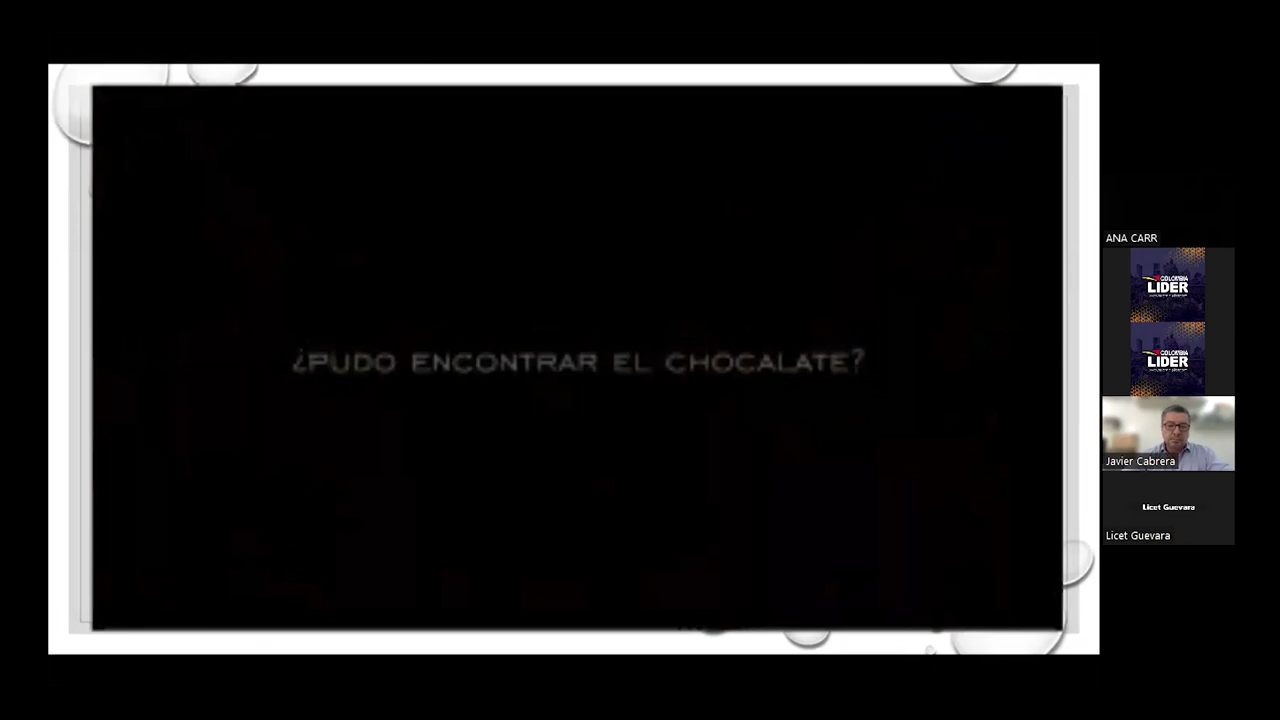 ¿PUDO ENCONTRAR EL CHOCALATE?
ANA CARR
COLOMBIA
LIDER
COLOMBIA
LIDER
Javier Cabrera
Licet Guevara
Licet Guevara